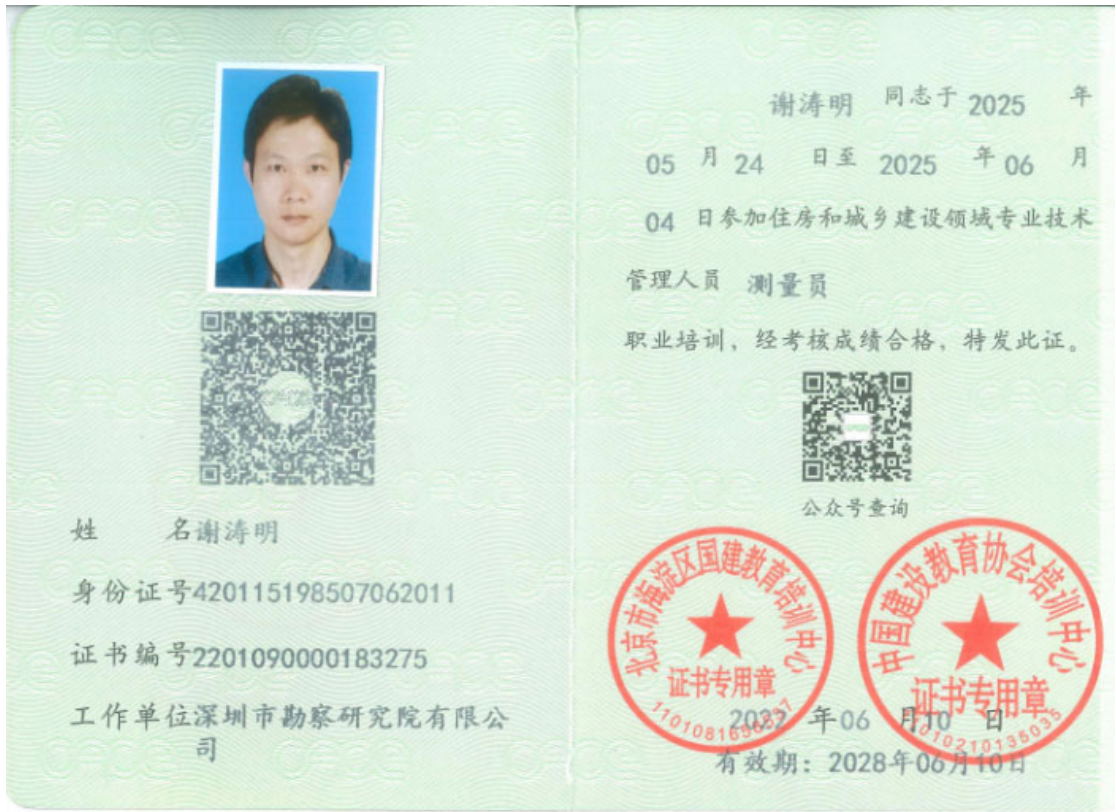 姓 名谢涛明
身份证号420115198507062011
证书编号2201090000183275
工作单位深圳市勘察研究院有限公
司
谢涛明 同志于 2025 年
05 月 24 日至 2025 年 06 月
04 日参加住房和城乡建设领域专业技术
管理人员 测量员
职业培训，经考核成绩合格，特发此证。
公众号查询
北京市海淀区国建教育培训中心
证书专用章
中国建设教育协会培训中心
证书专用章
年06 月10 日
有效期：2028年06月10日